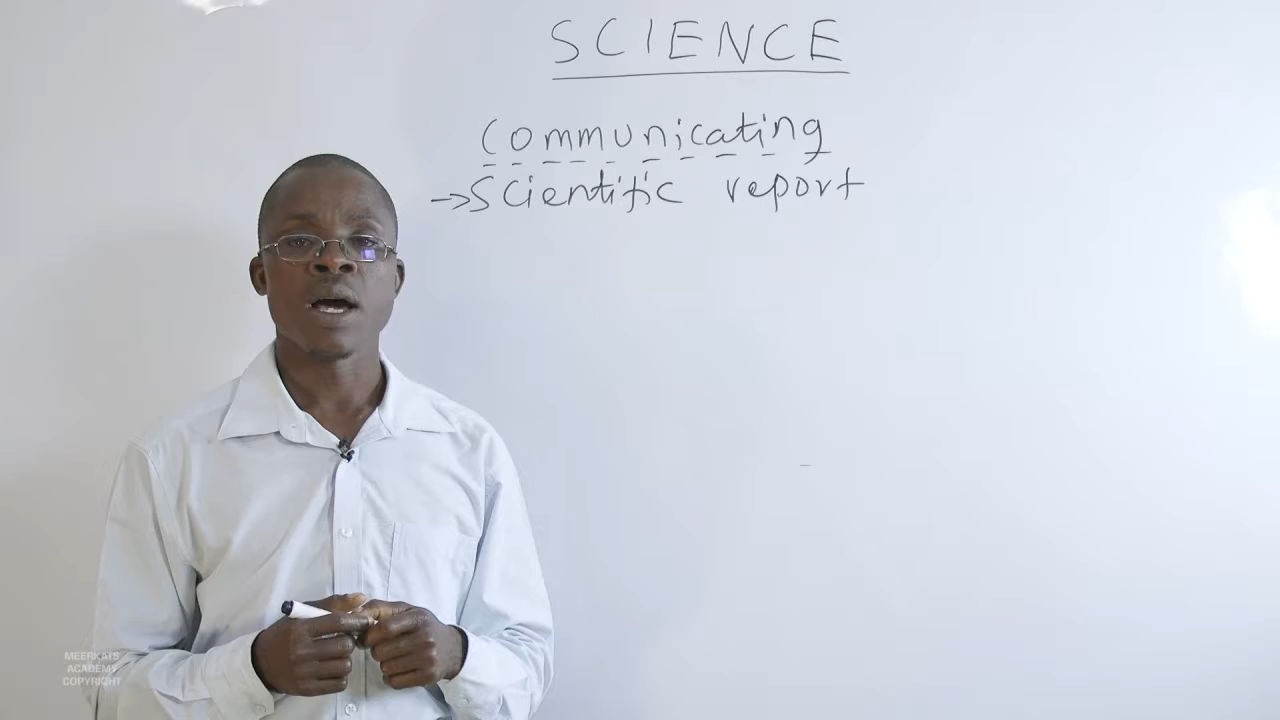 SCIENCE
Communicating
→Scientific report
MEERKATS
ACADEMY
COPYRIGHT